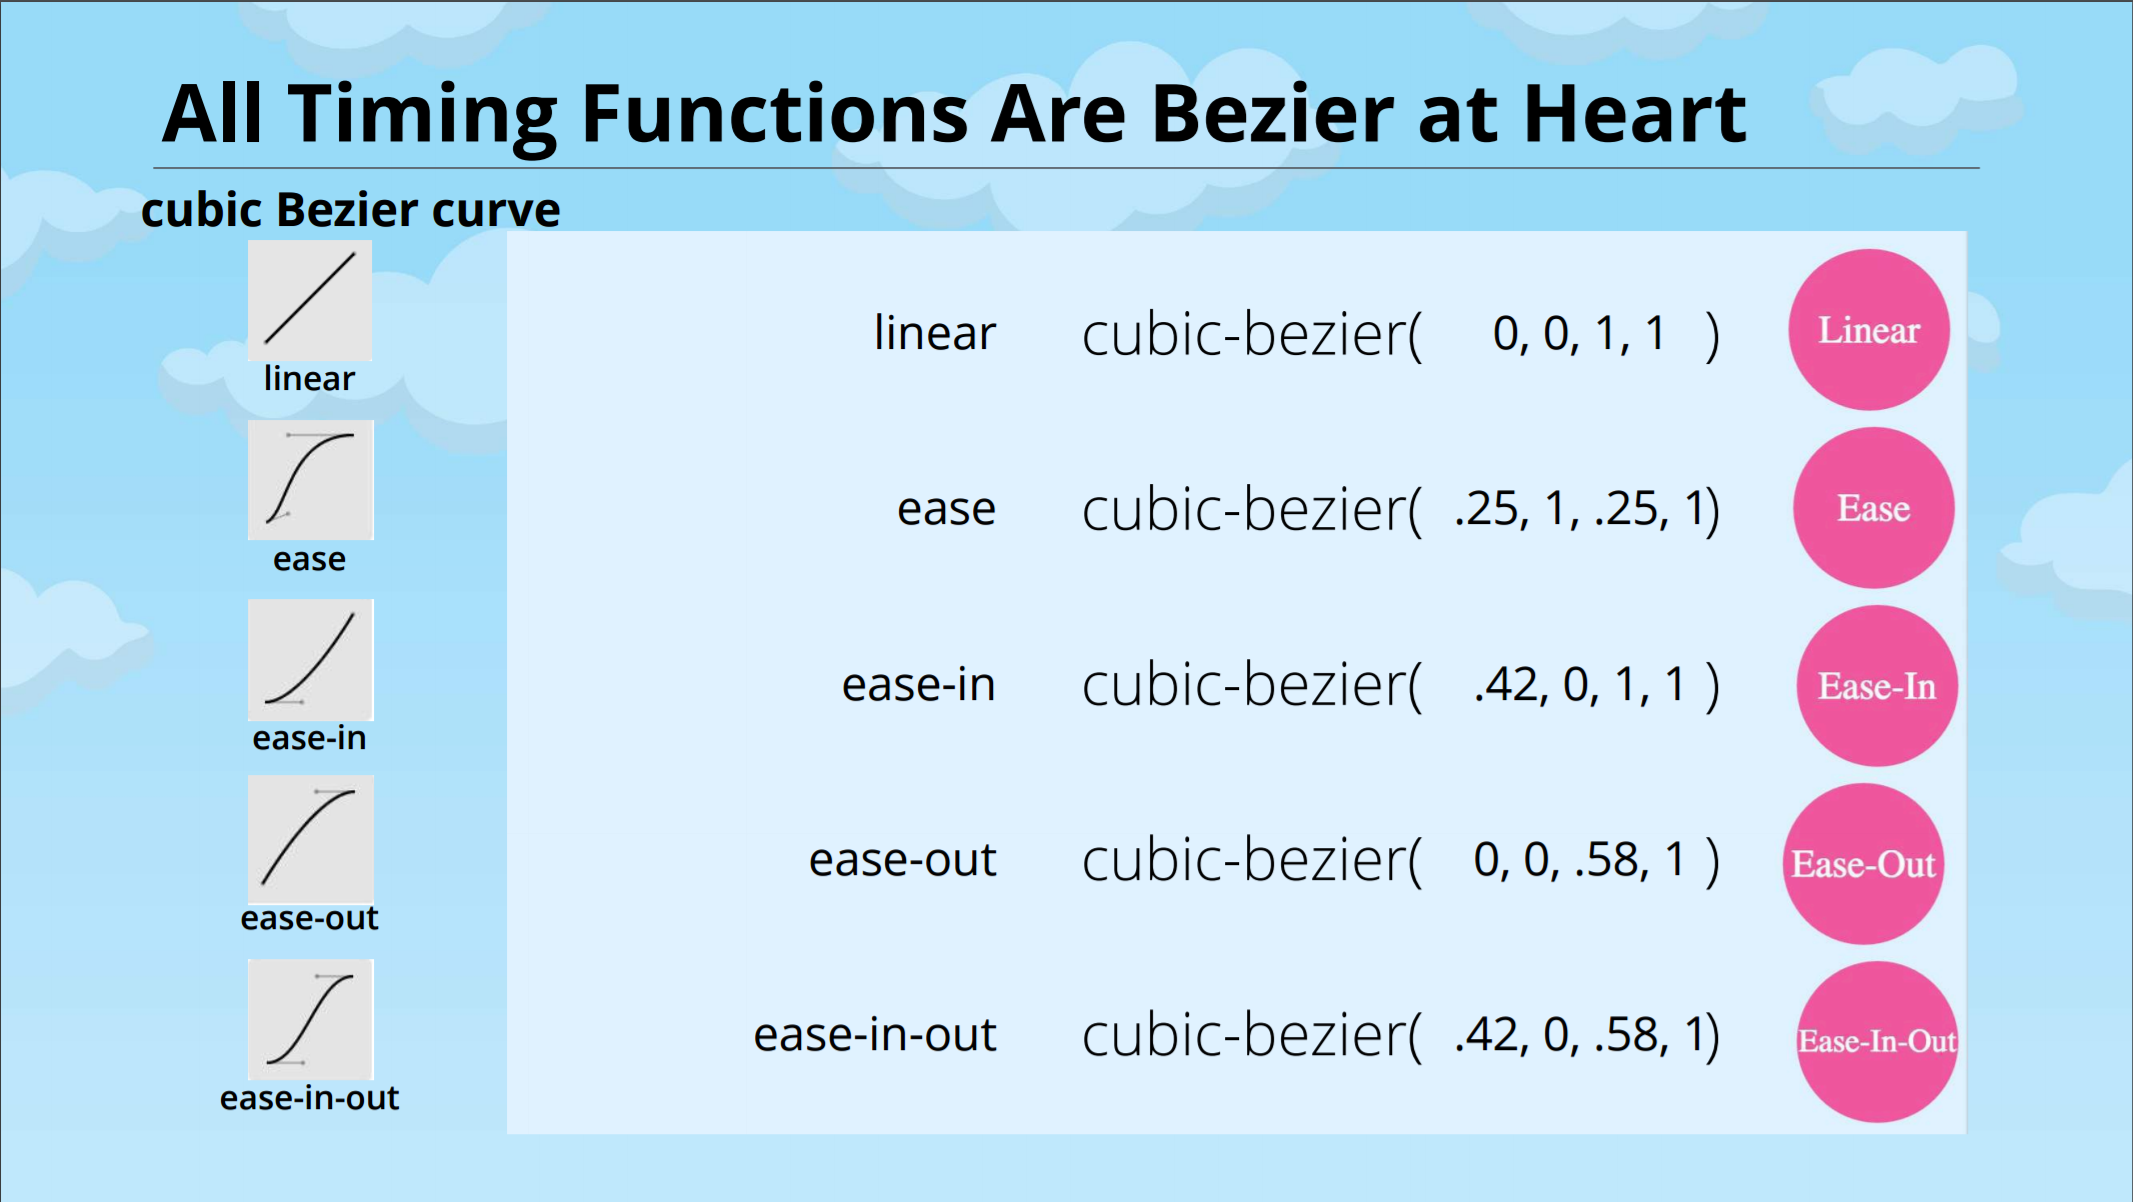 All Timing Functions Are Bezier at Heart
cubic Bezier curve
linear
ease
ease-in
ease-out
ease-in-out
linear cubic-bezier( 0, 0, 1, 1 ) Linear
ease cubic-bezier( .25, 1, .25, 1) Ease
ease-in cubic-bezier( .42, 0, 1, 1 ) Ease-In
ease-out cubic-bezier( 0, 0, .58, 1 ) Ease-Out
ease-in-out cubic-bezier( .42, 0, .58, 1) Ease-In-Out